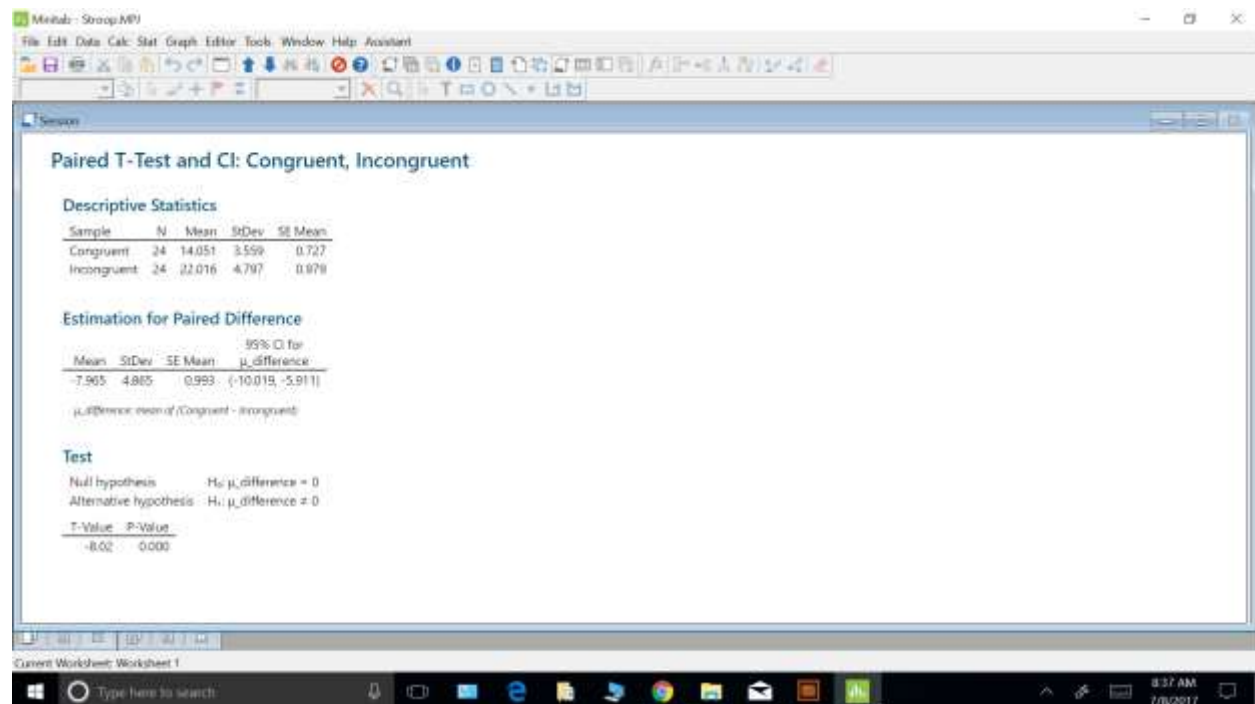 Minitab - Stroop.MPJ
File Edit Data Calc Stat Graph Editor Tools Window Help Assistant
Session
Paired T-Test and CI: Congruent, Incongruent
Descriptive Statistics
Sample N Mean StDev SE Mean
Congruent 24 14.051 3.559 0.727
Incongruent 24 22.016 4.797 0.979
Estimation for Paired Difference
95% CI for
Mean StDev SE Mean μ_difference
-7.965 4.865 0.993 (-10.019, -5.911)
μ_difference: mean of (Congruent - Incongruent)
Test
Null hypothesis H₀: μ_difference = 0
Alternative hypothesis H₁: μ_difference ≠ 0
T-Value P-Value
-8.02 0.000
Current Worksheet: Worksheet 1
Type here to search
8:37 AM
7/8/2017